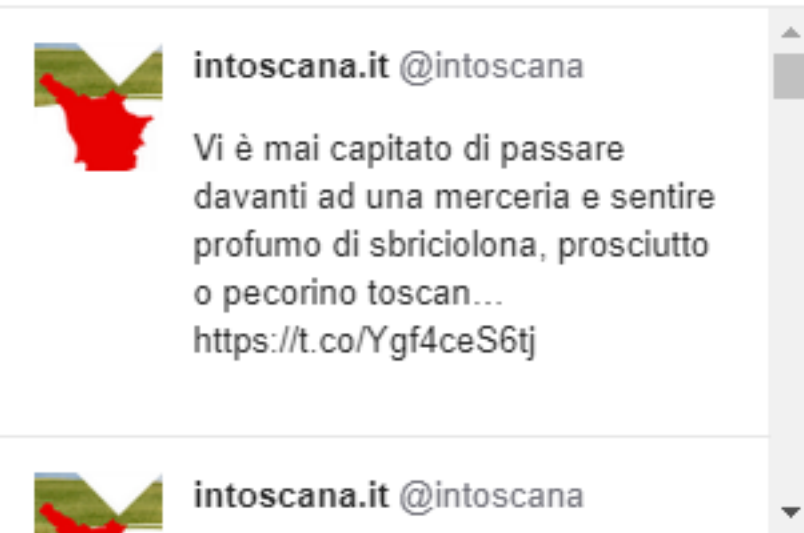 intoscana.it @intoscana
Vi è mai capitato di passare
davanti ad una merceria e sentire
profumo di sbriciolona, prosciutto
o pecorino toscan...
https://t.co/Ygf4ceS6tj
intoscana.it @intoscana